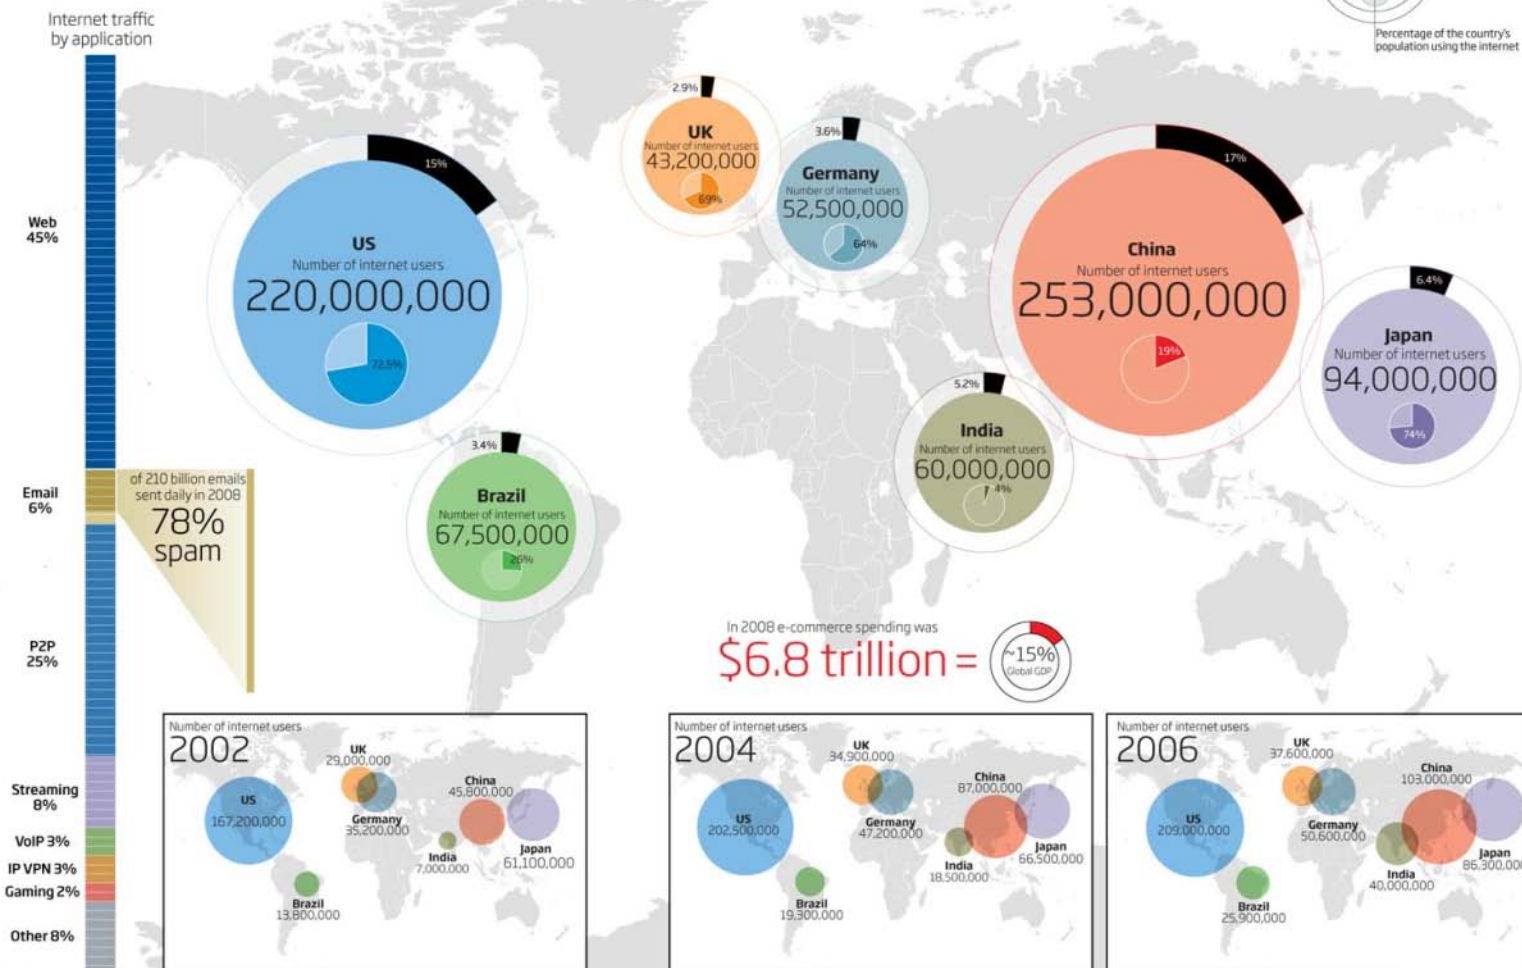 Internet traffic
by application
Web
45%
Email
6%
P2P
25%
Streaming
8%
VoIP 3%
IP VPN 3%
Gaming 2%
Other 8%
of 210 billion emails
sent daily in 2008
78%
spam
Percentage of the country's
population using the internet
15%
US
Number of internet users
220,000,000
72.5%
3.4%
Brazil
Number of internet users
67,500,000
26%
2.9%
UK
Number of internet users
43,200,000
69%
3.6%
Germany
Number of internet users
52,500,000
64%
17%
China
Number of internet users
253,000,000
19%
6.4%
Japan
Number of internet users
94,000,000
74%
5.2%
India
Number of internet users
60,000,000
4%
In 2008 e-commerce spending was
$6.8 trillion =
~15%
Global GDP
Number of internet users
2002
US
167,200,000
UK
29,000,000
Germany
35,200,000
China
45,800,000
India
7,000,000
Japan
61,100,000
Brazil
13,800,000
Number of internet users
2004
US
202,500,000
UK
34,900,000
Germany
47,200,000
China
87,000,000
India
18,500,000
Japan
66,500,000
Brazil
19,300,000
Number of internet users
2006
US
209,000,000
UK
37,600,000
Germany
50,600,000
China
103,000,000
India
40,000,000
Japan
86,300,000
Brazil
25,900,000